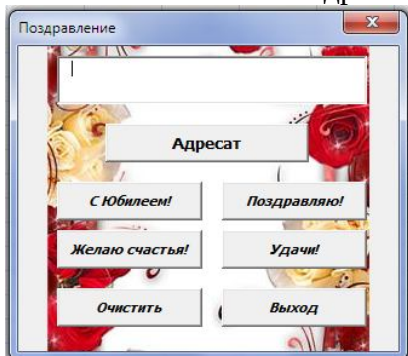 Поздравление
Адресат
С Юбилеем!
Поздравляю!
Желаю счастья!
Удачи!
Очистить
Выход